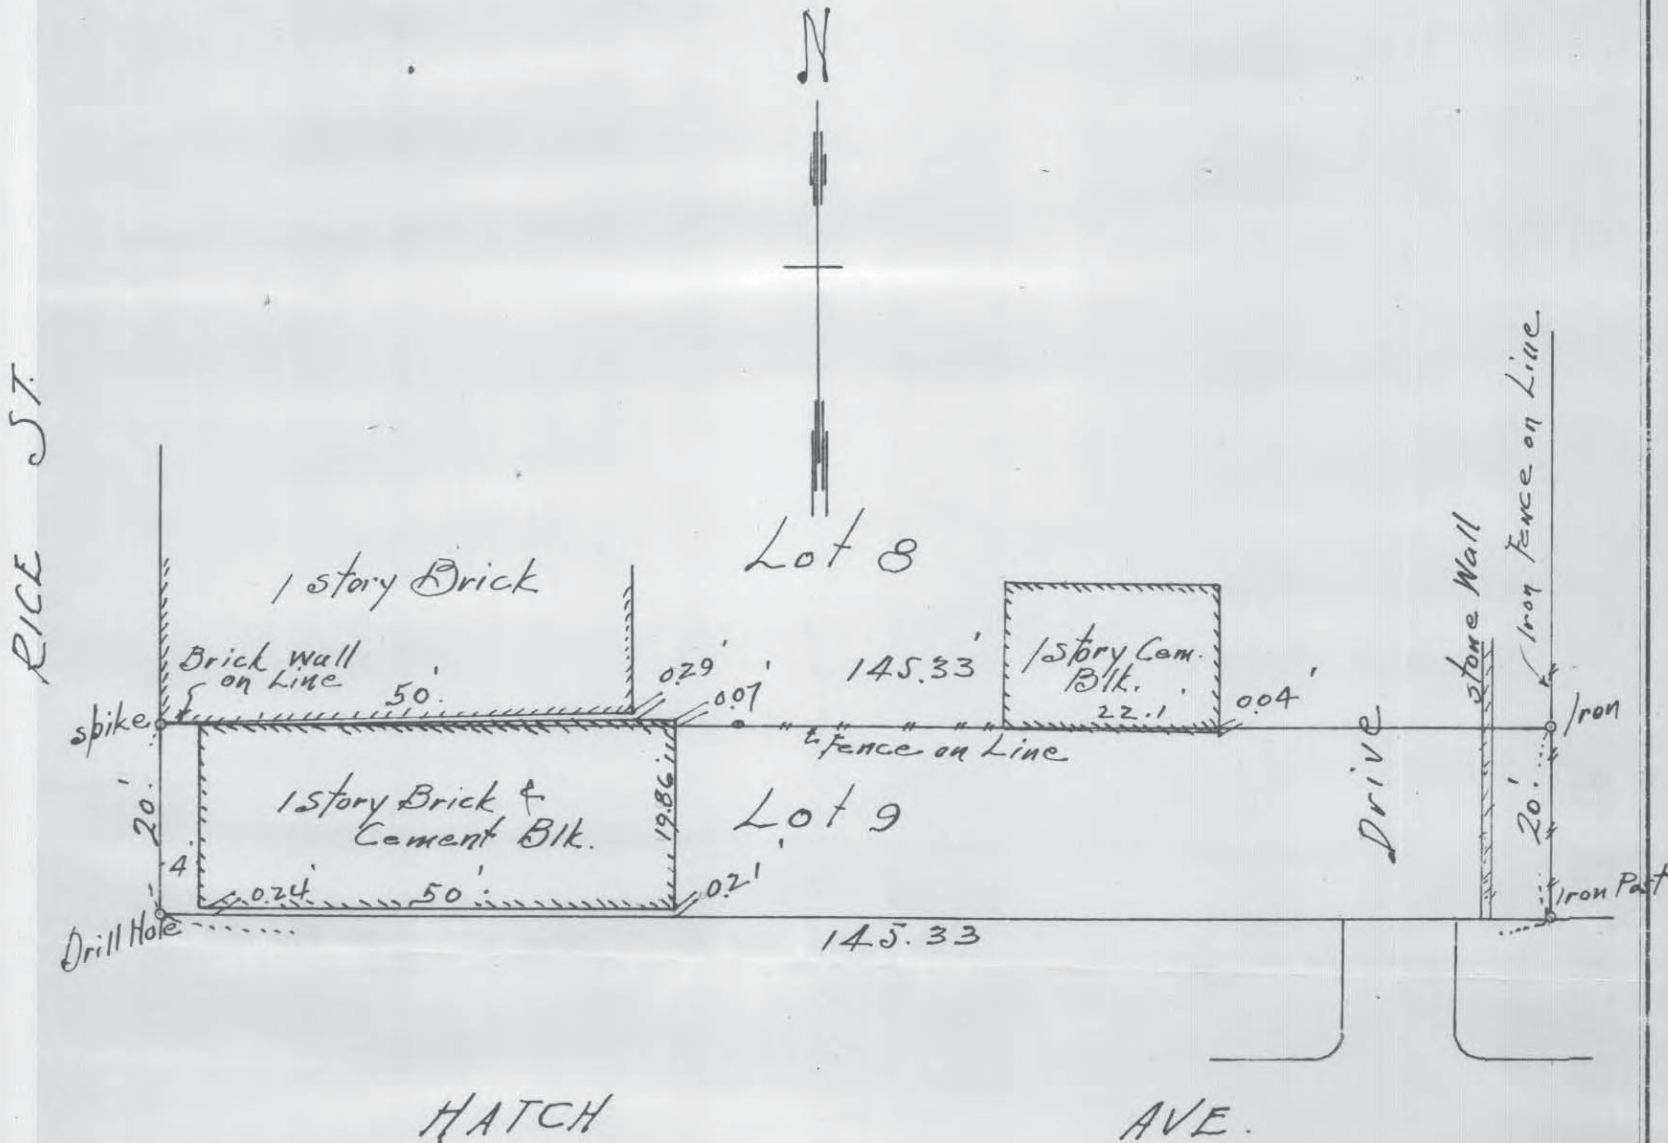 N
RICE ST.
Lot 8
1 story Brick
Brick Wall
on Line
50'.
0.29'
0.07'
145.33'
1 Story Cem.
Blk.
22.1'
0.04'
stone Wall
Iron Fence on Line
spike
Iron
Fence on Line
20.'
1 Story Brick &
Cement Blk.
19.86'
Lot 9
Drive
20.'
4'
0.24'
50'.
0.2'
Iron Post
Drill Hole
145.33
HATCH AVE.